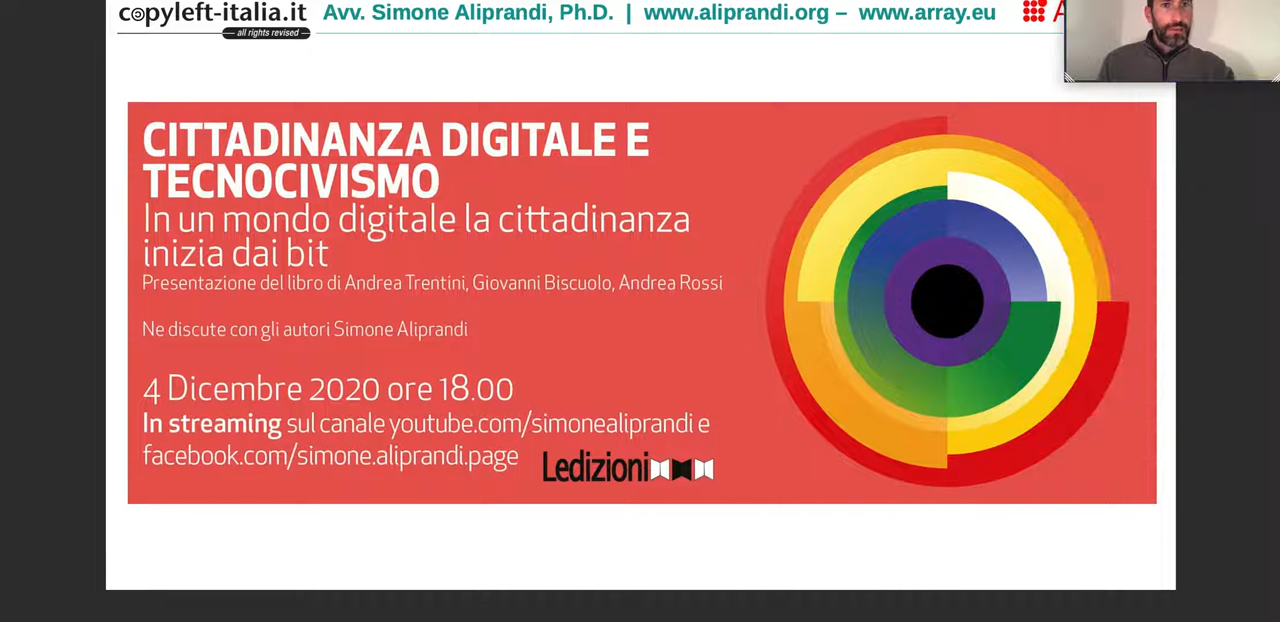 copyleft-italia.it
all rights revised
Avv. Simone Aliprandi, Ph.D. | www.aliprandi.org – www.array.eu
CITTADINANZA DIGITALE E
TECNOCIVISMO
In un mondo digitale la cittadinanza
inizia dai bit
Presentazione del libro di Andrea Trentini, Giovanni Biscuolo, Andrea Rossi
Ne discute con gli autori Simone Aliprandi
4 Dicembre 2020 ore 18.00
In streaming sul canale youtube.com/simonealiprandi e
facebook.com/simone.aliprandi.page
Ledizioni